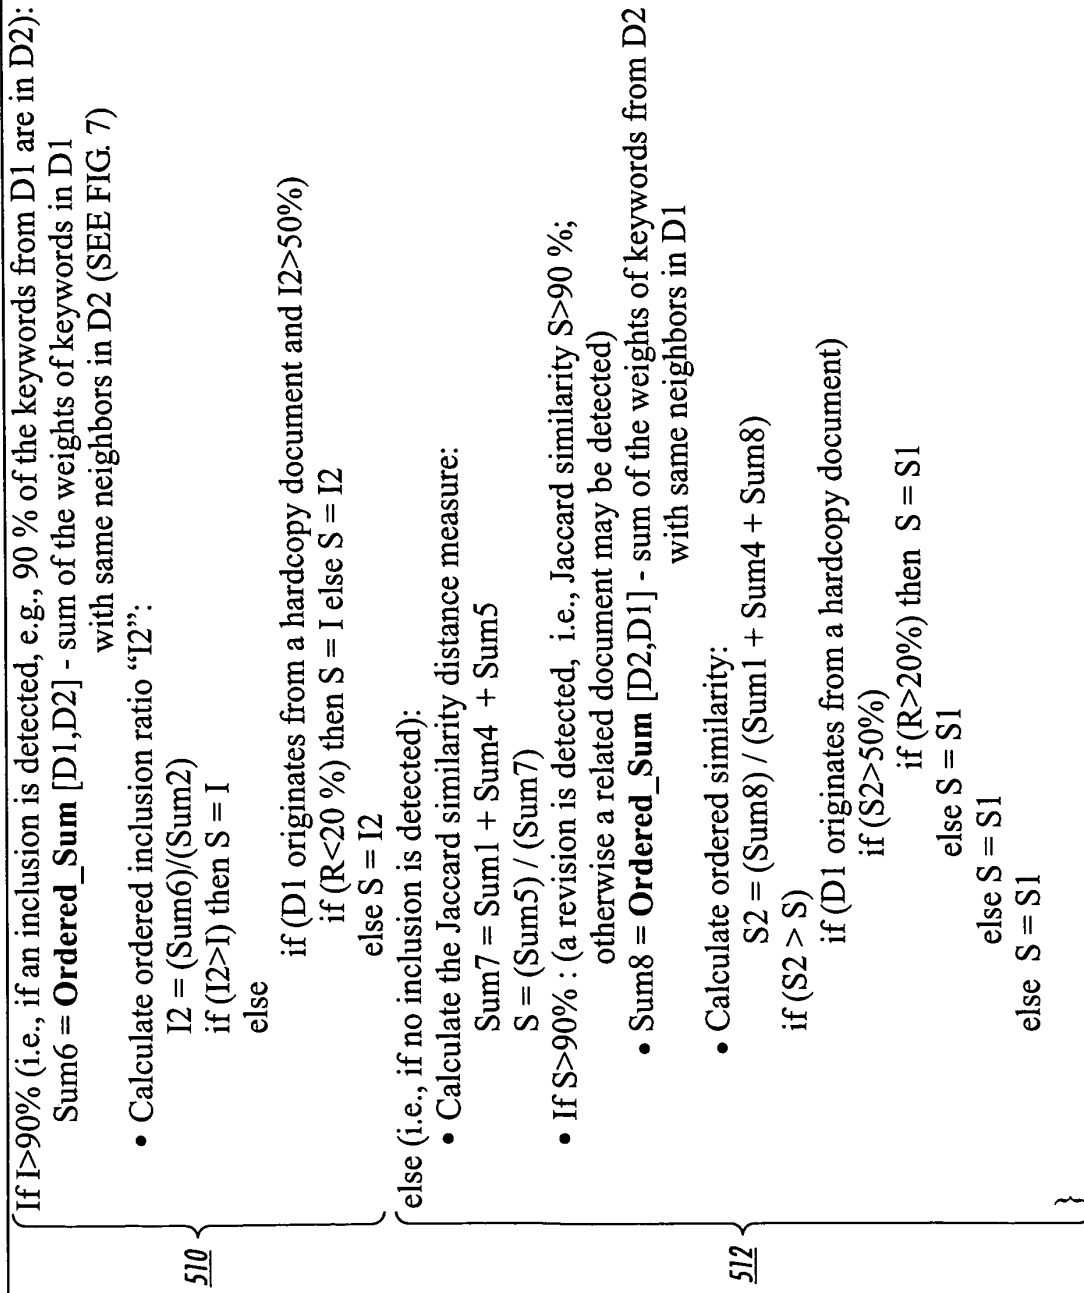 If I>90% (i.e., if an inclusion is detected, e.g., 90 % of the keywords from D1 are in D2):
Sum6 = Ordered_Sum [D1,D2] - sum of the weights of keywords in D1
with same neighbors in D2 (SEE FIG. 7)
• Calculate ordered inclusion ratio “I2”:
I2 = (Sum6)/(Sum2)
if (I2>I) then S = I
else
if (D1 originates from a hardcopy document and I2>50%)
if (R<20 %) then S = I else S = I2
else S = I2
510
else (i.e., if no inclusion is detected):
• Calculate the Jaccard similarity distance measure:
Sum7 = Sum1 + Sum4 + Sum5
S = (Sum5) / (Sum7)
• If S>90% : (a revision is detected, i.e., Jaccard similarity S>90 %;
otherwise a related document may be detected)
• Sum8 = Ordered_Sum [D2,D1] - sum of the weights of keywords from D2
with same neighbors in D1
• Calculate ordered similarity:
S2 = (Sum8) / (Sum1 + Sum4 + Sum8)
if (S2 > S)
if (D1 originates from a hardcopy document)
if (S2>50%)
if (R>20%) then S = S1
else S = S1
else S = S1
else S = S1
}
512